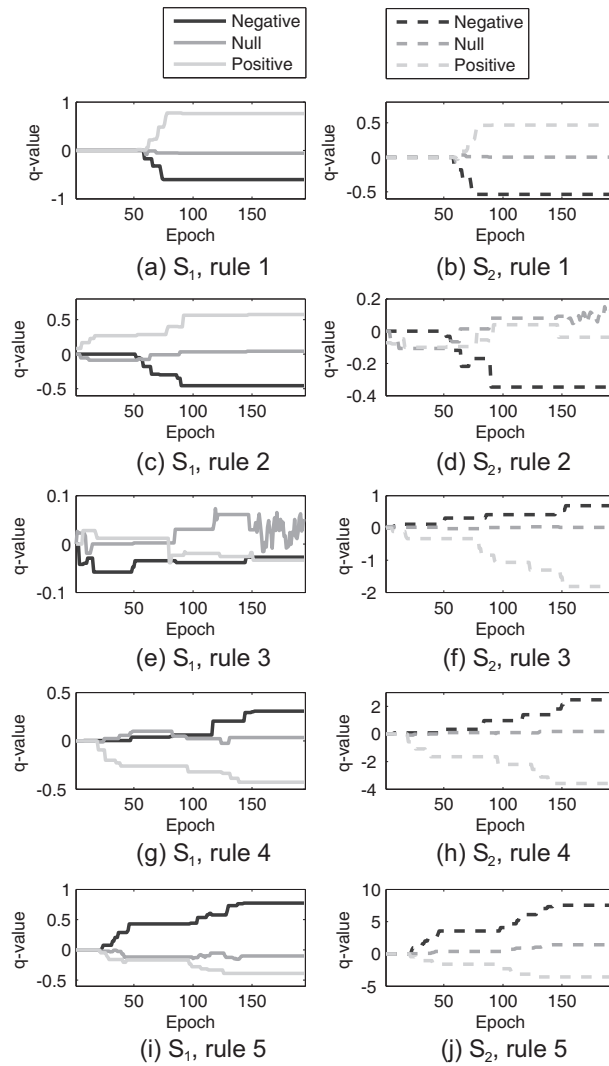 Negative
Null
Positive
Negative
Null
Positive
1
0
-1
q-value
50 100 150
Epoch
(a) S1, rule 1
0.5
0
-0.5
q-value
50 100 150
Epoch
(b) S2, rule 1
0.5
0
-0.5
q-value
50 100 150
Epoch
(c) S1, rule 2
0.2
0
-0.2
-0.4
q-value
50 100 150
Epoch
(d) S2, rule 2
0.1
0
-0.1
q-value
50 100 150
Epoch
(e) S1, rule 3
1
0
-1
-2
q-value
50 100 150
Epoch
(f) S2, rule 3
0.5
0
-0.5
q-value
50 100 150
Epoch
(g) S1, rule 4
2
0
-2
-4
q-value
50 100 150
Epoch
(h) S2, rule 4
1
0.5
0
-0.5
q-value
50 100 150
Epoch
(i) S1, rule 5
10
5
0
-5
q-value
50 100 150
Epoch
(j) S2, rule 5